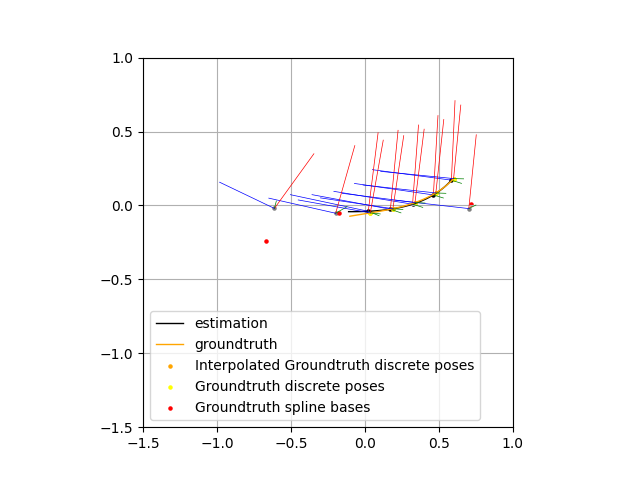 1.0
0.5
0.0
−0.5
−1.0
−1.5
estimation
groundtruth
Interpolated Groundtruth discrete poses
Groundtruth discrete poses
Groundtruth spline bases
−1.5 −1.0 −0.5 0.0 0.5 1.0